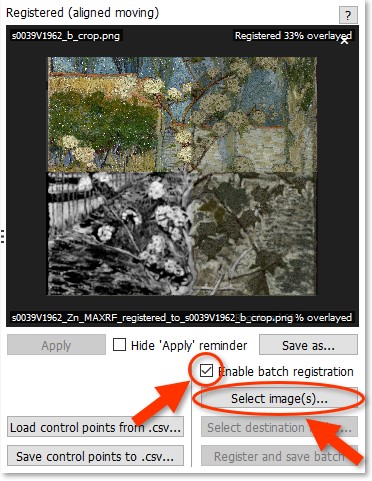 Registered (aligned moving)
?
s0039V1962_b_crop.png
Registered 33% overlayed
×
s0039V1962_Zn_MAXRF_registered_to_s0039V1962_b_crop.png % overlayed
Apply
Hide 'Apply' reminder
Save as...
Enable batch registration
Select image(s)...
Load control points from .csv...
Select destination
Save control points to .csv...
Register and save batch